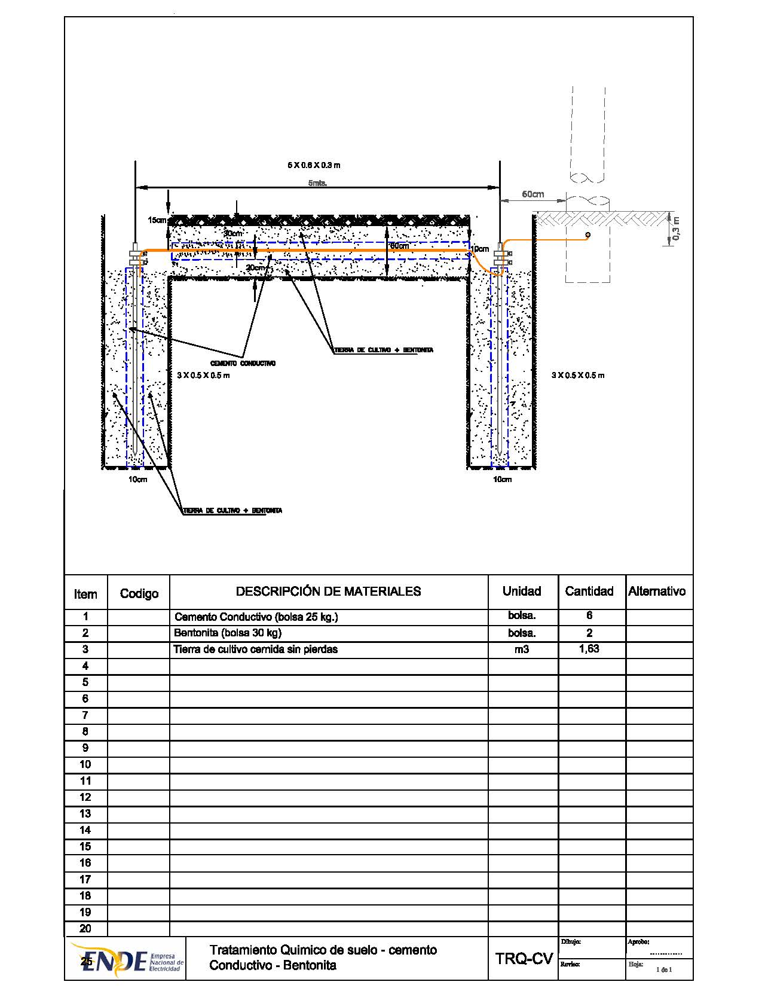 5 X 0.6 X 0.3 m
5mts.
60cm
0,3 m
15cm
30cm
60cm
10cm
20cm
TIERRA DE CULTIVO + BENTONITA
CEMENTO CONDUCTIVO
3 X 0.5 X 0.5 m
3 X 0.5 X 0.5 m
10cm
10cm
TIERRA DE CULTIVO + BENTONITA
Item Codigo DESCRIPCIÓN DE MATERIALES Unidad Cantidad Alternativo
1 Cemento Conductivo (bolsa 25 kg.) bolsa. 6
2 Bentonita (bolsa 30 kg) bolsa. 2
3 Tierra de cultivo cernida sin pierdas m3 1,63
4
5
6
7
8
9
10
11
12
13
14
15
16
17
18
19
20
25 ENDE Empresa
Nacional de
Electricidad
Tratamiento Quimico de suelo - cemento
Conductivo - Bentonita
TRQ-CV
Dibujo: Aprobo:
.............
Reviso: Hoja:
1 de 1